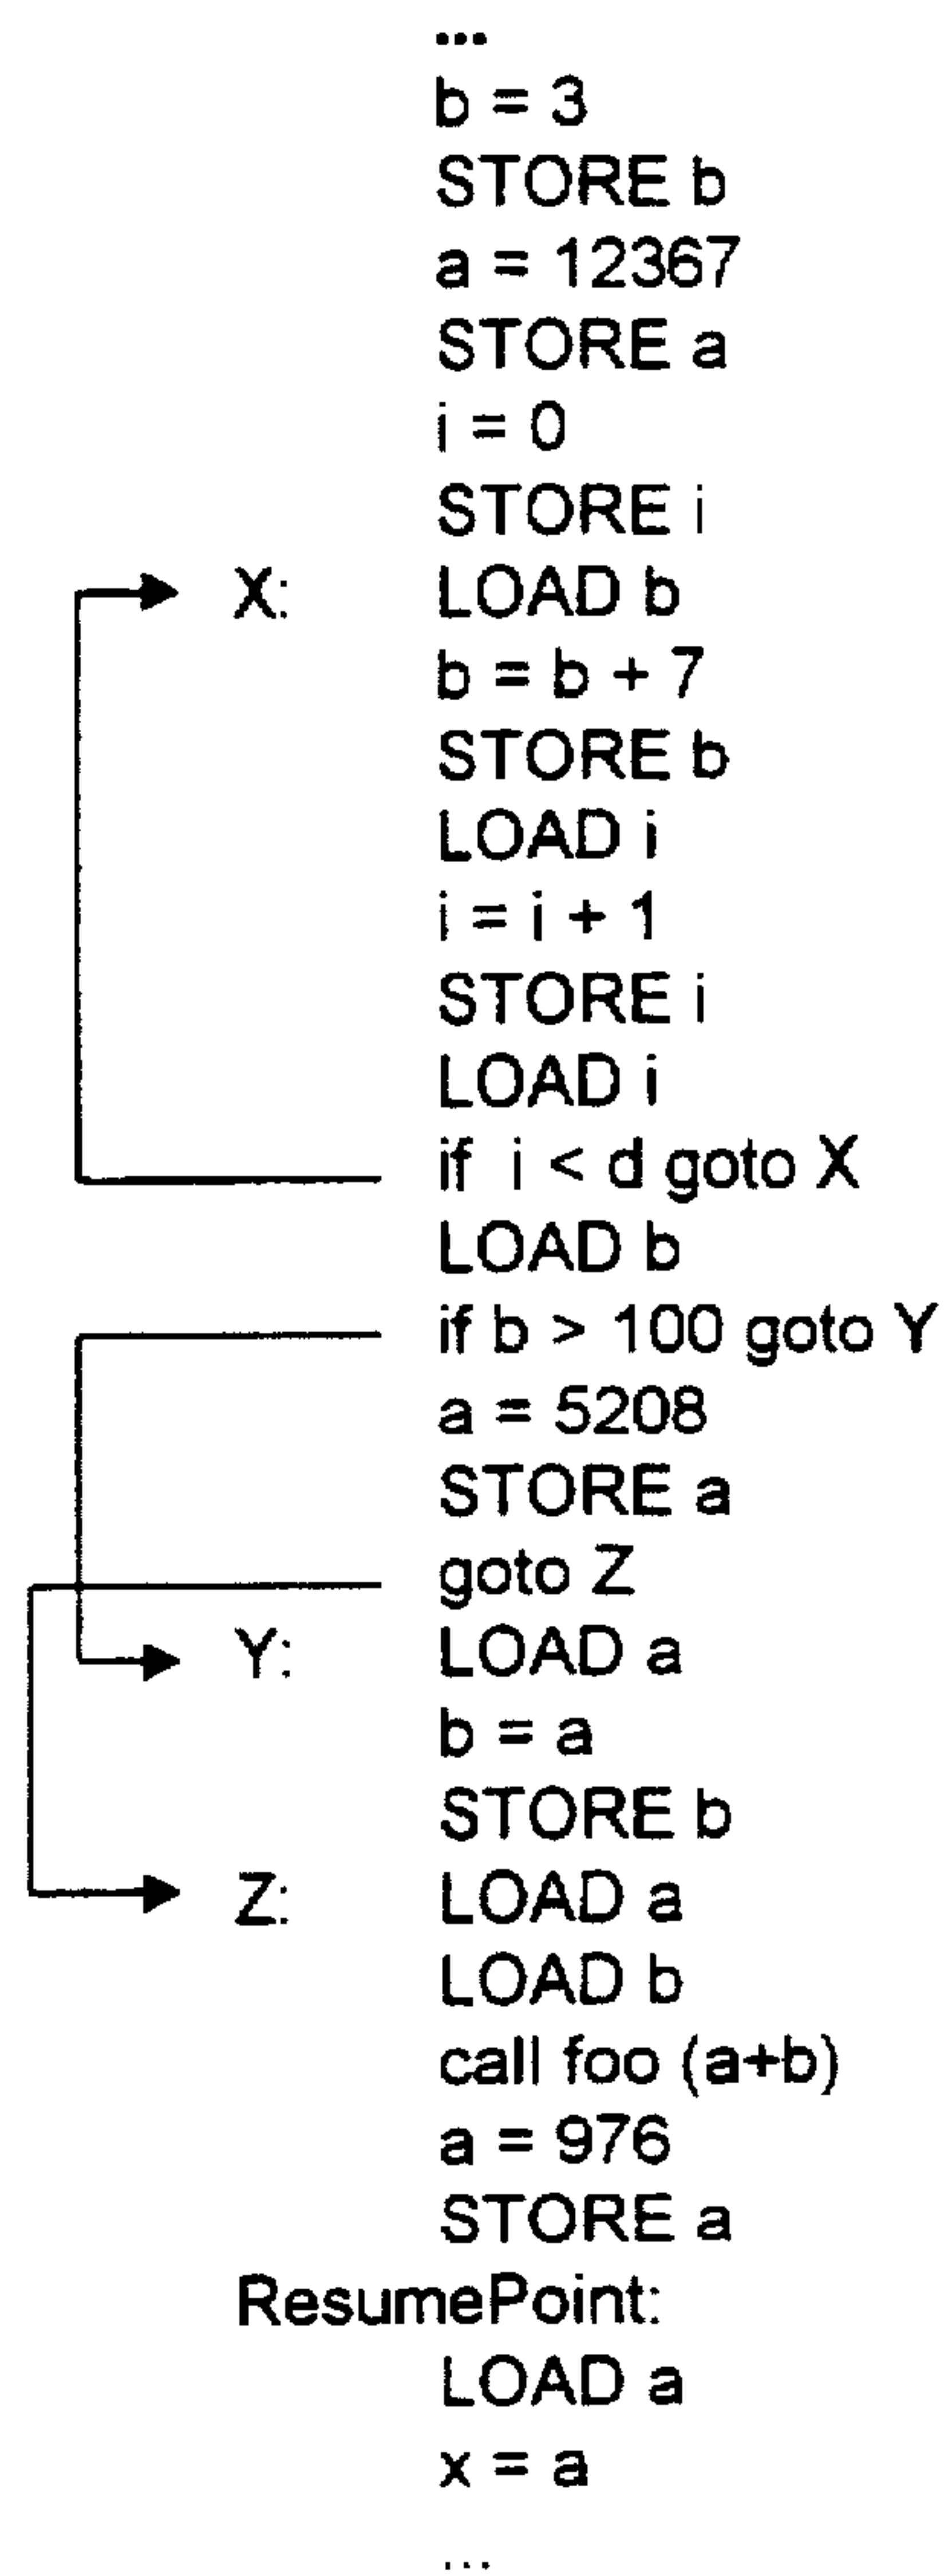 ...
b = 3
STORE b
a = 12367
STORE a
i = 0
STORE i
X: LOAD b
b = b + 7
STORE b
LOAD i
i = i + 1
STORE i
LOAD i
if i < d goto X
LOAD b
if b > 100 goto Y
a = 5208
STORE a
goto Z
Y: LOAD a
b = a
STORE b
Z: LOAD a
LOAD b
call foo (a+b)
a = 976
STORE a
ResumePoint:
LOAD a
x = a
...